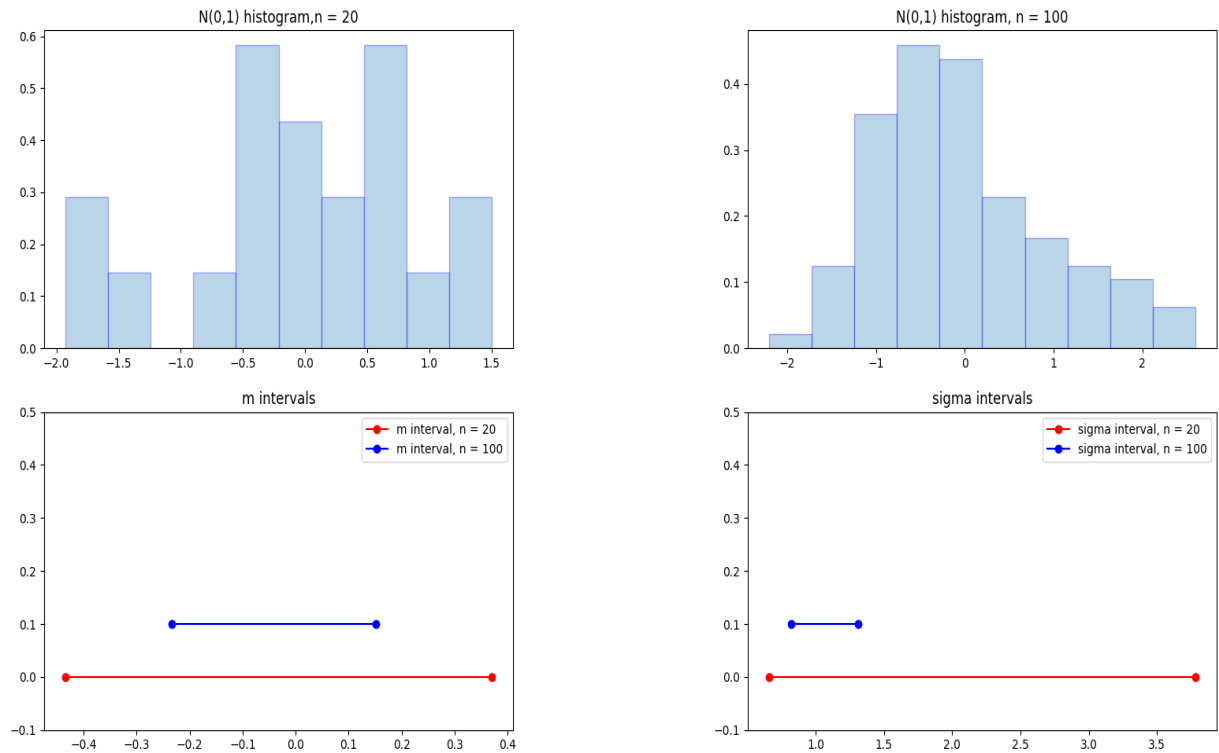 N(0,1) histogram,n = 20
0.6
0.5
0.4
0.3
0.2
0.1
0.0
−2.0 −1.5 −1.0 −0.5 0.0 0.5 1.0 1.5
N(0,1) histogram, n = 100
0.4
0.3
0.2
0.1
0.0
−2 −1 0 1 2
m intervals
m interval, n = 20
m interval, n = 100
0.5
0.4
0.3
0.2
0.1
0.0
−0.1
−0.4 −0.3 −0.2 −0.1 0.0 0.1 0.2 0.3 0.4
sigma intervals
sigma interval, n = 20
sigma interval, n = 100
0.5
0.4
0.3
0.2
0.1
0.0
−0.1
1.0 1.5 2.0 2.5 3.0 3.5